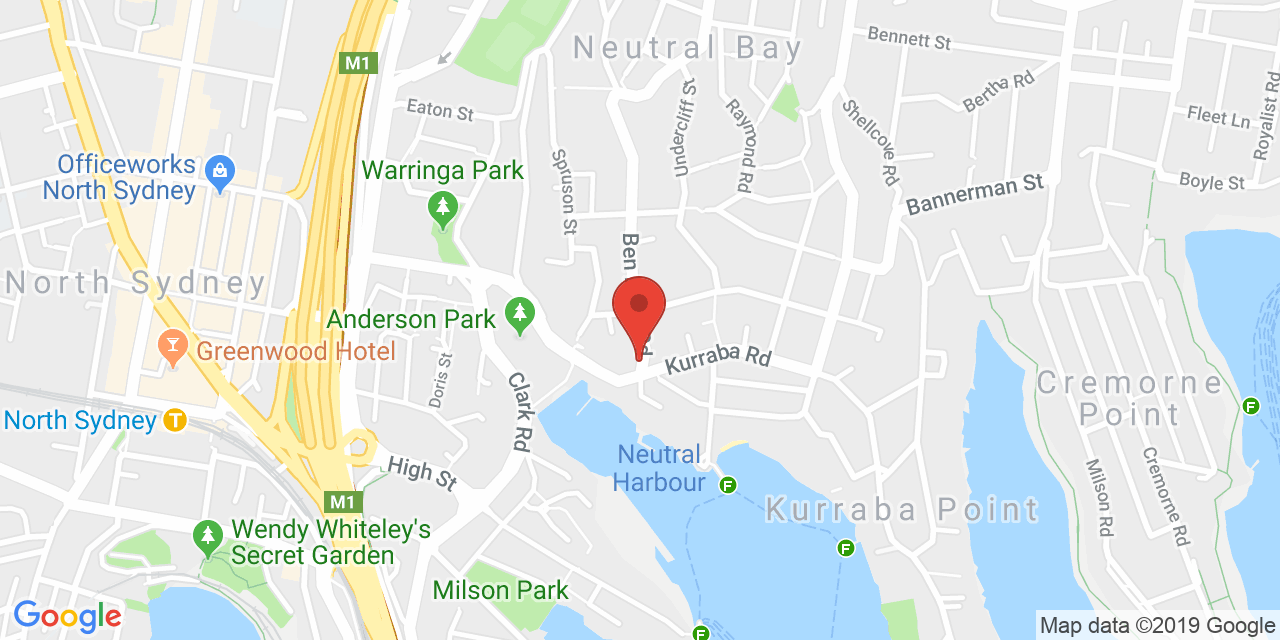 Neutral Bay
Bennett St
M1
Bertha Rd
Eaton St
Undercliff St
Raymond Rd
Shellcove Rd
Fleet Ln
Royalist Rd
Officeworks
North Sydney
Warringa Park
Spruson St
Bannerman St
Boyle St
Ben
North Sydney
Anderson Park
Greenwood Hotel
Doris St
Kurraba Rd
Clark Rd
Cremorne
Point
North Sydney
T
F
Neutral
Harbour
F
High St
M1
Kurraba Point
Milson Rd
Cremorne Rd
Wendy Whiteley's
Secret Garden
F
Milson Park
F
Google
Map data ©2019 Google